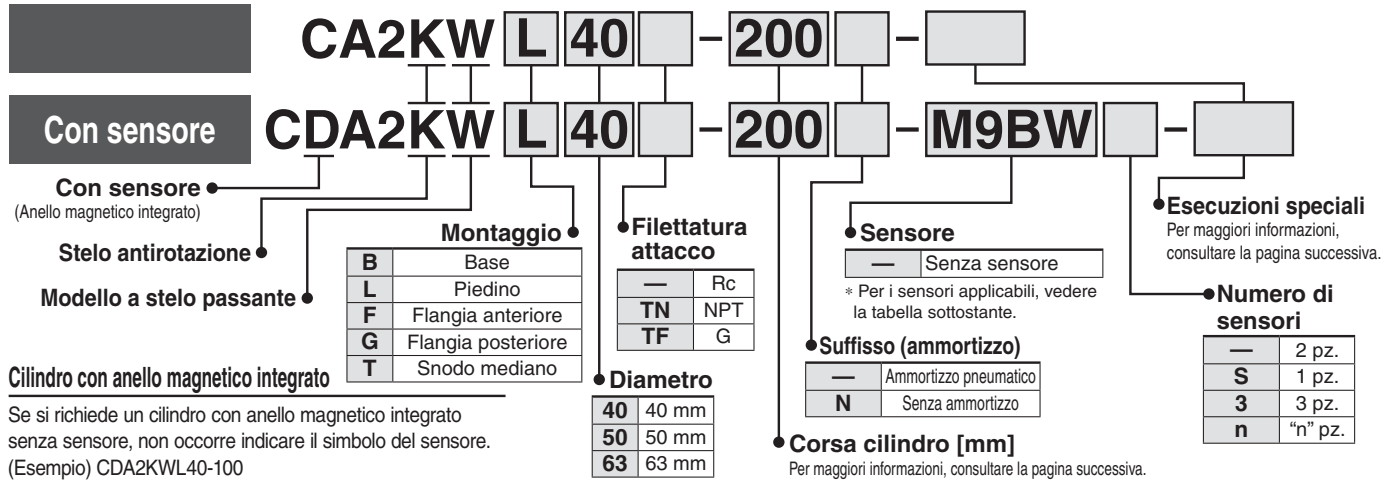 CA2KWL40 – 200 –
Con sensore CDA2KWL40 – 200 – M9BW –
Con sensore
(Anello magnetico integrato)
Stelo antirotazione
Modello a stelo passante
Cilindro con anello magnetico integrato
Se si richiede un cilindro con anello magnetico integrato
senza sensore, non occorre indicare il simbolo del sensore.
(Esempio) CDA2KWL40-100
Montaggio
B Base
L Piedino
F Flangia anteriore
G Flangia posteriore
T Snodo mediano
Filettatura
attacco
— Rc
TN NPT
TF G
Diametro
40 40 mm
50 50 mm
63 63 mm
Sensore
— Senza sensore
* Per i sensori applicabili, vedere
la tabella sottostante.
Suffisso (ammortizzo)
— Ammortizzo pneumatico
N Senza ammortizzo
Corsa cilindro [mm]
Per maggiori informazioni, consultare la pagina successiva.
Esecuzioni speciali
Per maggiori informazioni,
consultare la pagina successiva.
Numero di
sensori
— 2 pz.
S 1 pz.
3 3 pz.
n “n” pz.